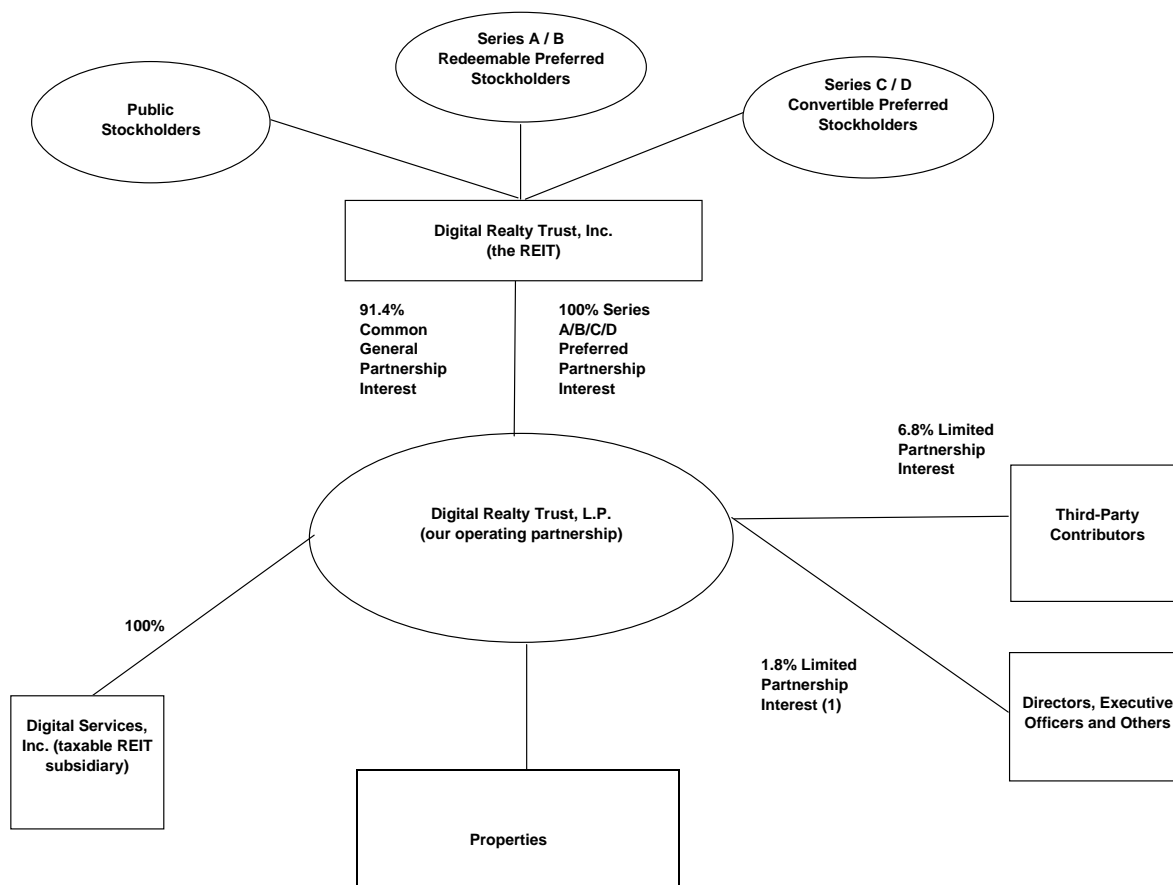 Series A / B
Redeemable Preferred
Stockholders
Public
Stockholders
Series C / D
Convertible Preferred
Stockholders
Digital Realty Trust, Inc.
(the REIT)
91.4%
Common
General
Partnership
Interest
100% Series
A/B/C/D
Preferred
Partnership
Interest
6.8% Limited
Partnership
Interest
Digital Realty Trust, L.P.
(our operating partnership)
Third-Party
Contributors
100%
1.8% Limited
Partnership
Interest (1)
Directors, Executive
Officers and Others
Digital Services,
Inc. (taxable REIT
subsidiary)
Properties